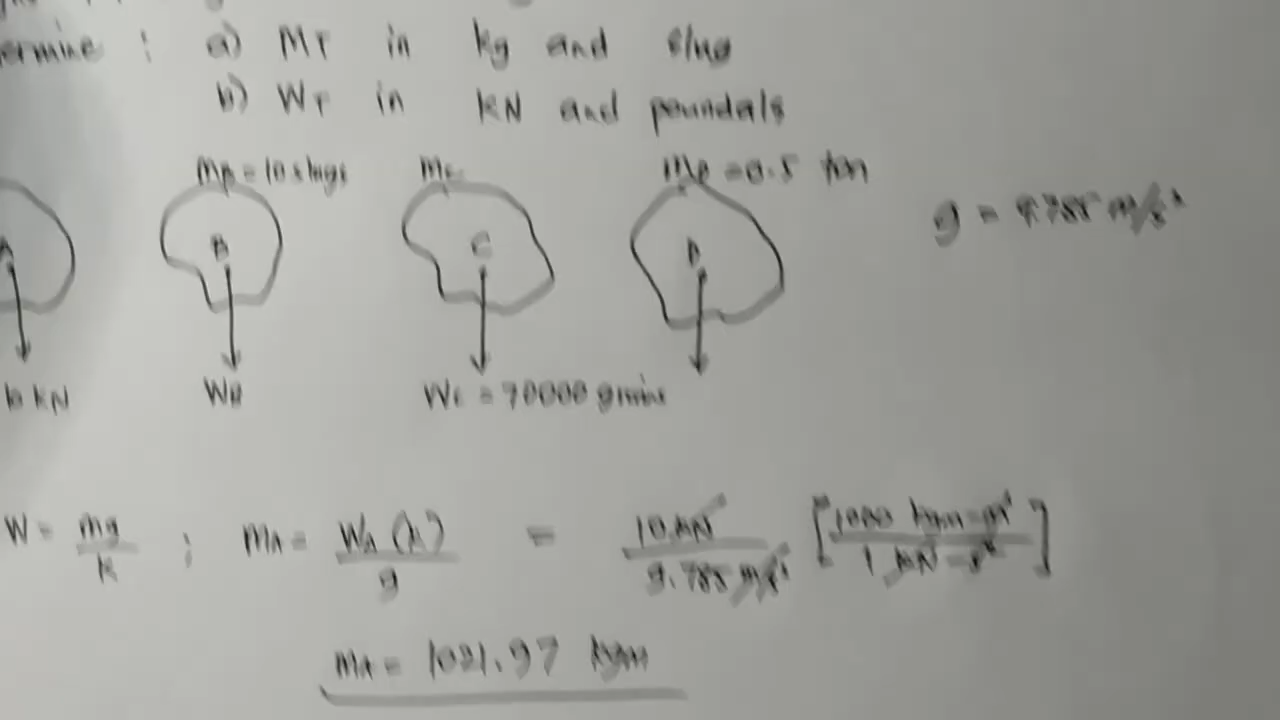 ermine : a) MT in kg and slug
b) WT in kN and poundals
MB = 10 slugs MC MD = 0.5 ton
g = 9.785 m/s²
A B C D
kN WB WC = 70000 gmf
W = mg/k ; mA = WA (k)/g = 10 kN/9.785 m/s² [1000 kgm-m/1 kN-s²]
mA = 1021.97 kgm